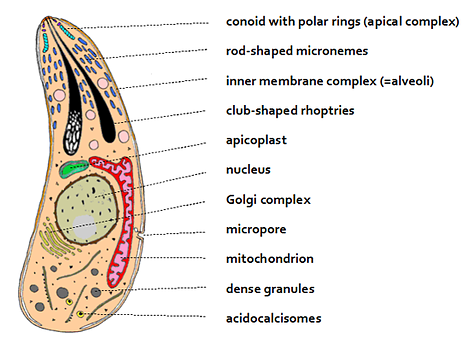 conoid with polar rings (apical complex)
rod-shaped micronemes
inner membrane complex (=alveoli)
club-shaped rhoptries
apicoplast
nucleus
Golgi complex
micropore
mitochondrion
dense granules
acidocalcisomes